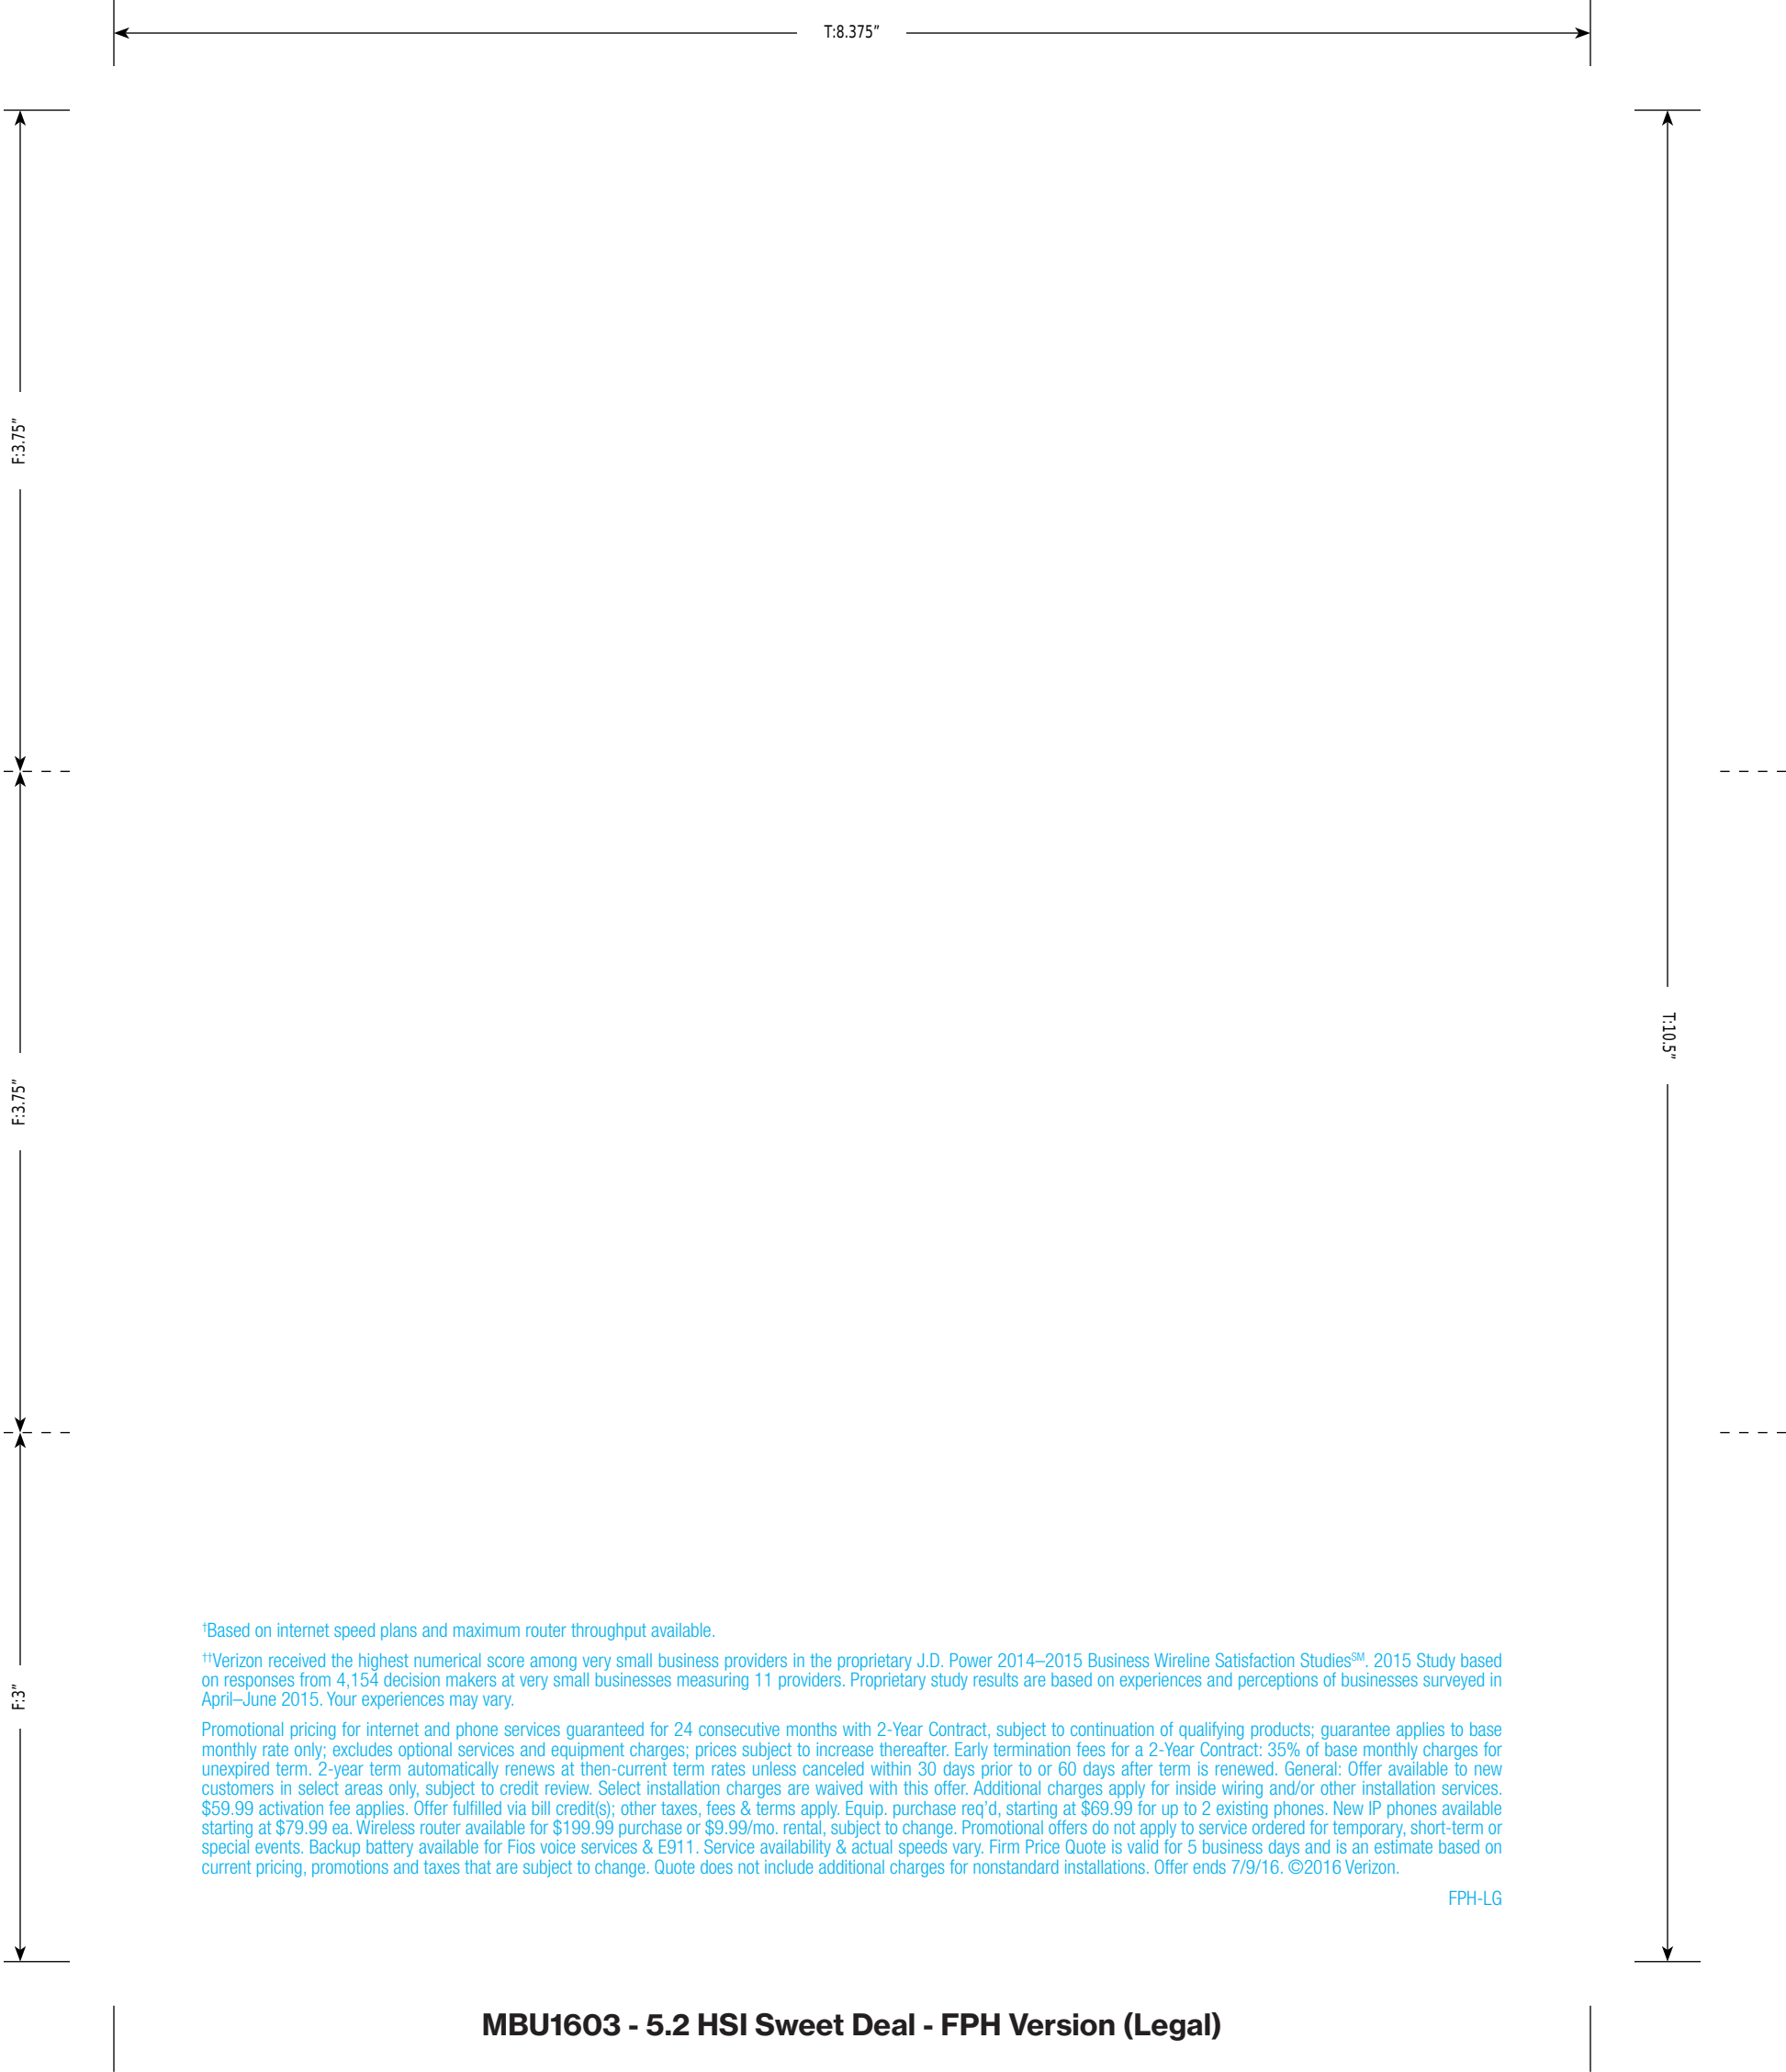 T:8.375”
F:3.75”
F:3.75”
T:10.5”
F:3”
†Based on internet speed plans and maximum router throughput available.
††Verizon received the highest numerical score among very small business providers in the proprietary J.D. Power 2014–2015 Business Wireline Satisfaction StudiesSM. 2015 Study based
on responses from 4,154 decision makers at very small businesses measuring 11 providers. Proprietary study results are based on experiences and perceptions of businesses surveyed in
April–June 2015. Your experiences may vary.
Promotional pricing for internet and phone services guaranteed for 24 consecutive months with 2-Year Contract, subject to continuation of qualifying products; guarantee applies to base
monthly rate only; excludes optional services and equipment charges; prices subject to increase thereafter. Early termination fees for a 2-Year Contract: 35% of base monthly charges for
unexpired term. 2-year term automatically renews at then-current term rates unless canceled within 30 days prior to or 60 days after term is renewed. General: Offer available to new
customers in select areas only, subject to credit review. Select installation charges are waived with this offer. Additional charges apply for inside wiring and/or other installation services.
$59.99 activation fee applies. Offer fulfilled via bill credit(s); other taxes, fees & terms apply. Equip. purchase req’d, starting at $69.99 for up to 2 existing phones. New IP phones available
starting at $79.99 ea. Wireless router available for $199.99 purchase or $9.99/mo. rental, subject to change. Promotional offers do not apply to service ordered for temporary, short-term or
special events. Backup battery available for Fios voice services & E911. Service availability & actual speeds vary. Firm Price Quote is valid for 5 business days and is an estimate based on
current pricing, promotions and taxes that are subject to change. Quote does not include additional charges for nonstandard installations. Offer ends 7/9/16. ©2016 Verizon.
FPH-LG
MBU1603 - 5.2 HSI Sweet Deal - FPH Version (Legal)